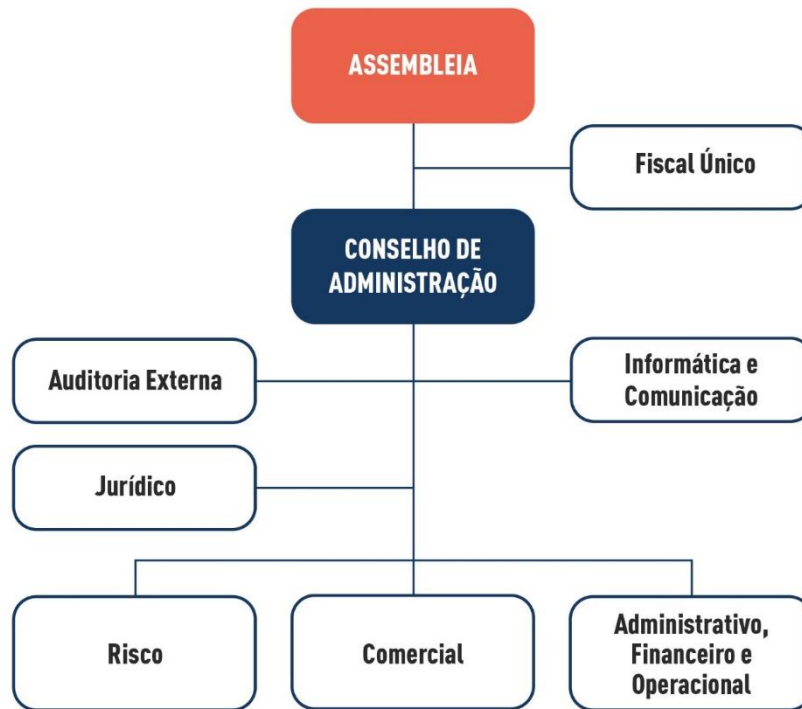 ASSEMBLEIA
Fiscal Único
CONSELHO DE
ADMINISTRAÇÃO
Auditoria Externa
Informática e
Comunicação
Jurídico
Risco
Comercial
Administrativo,
Financeiro e
Operacional